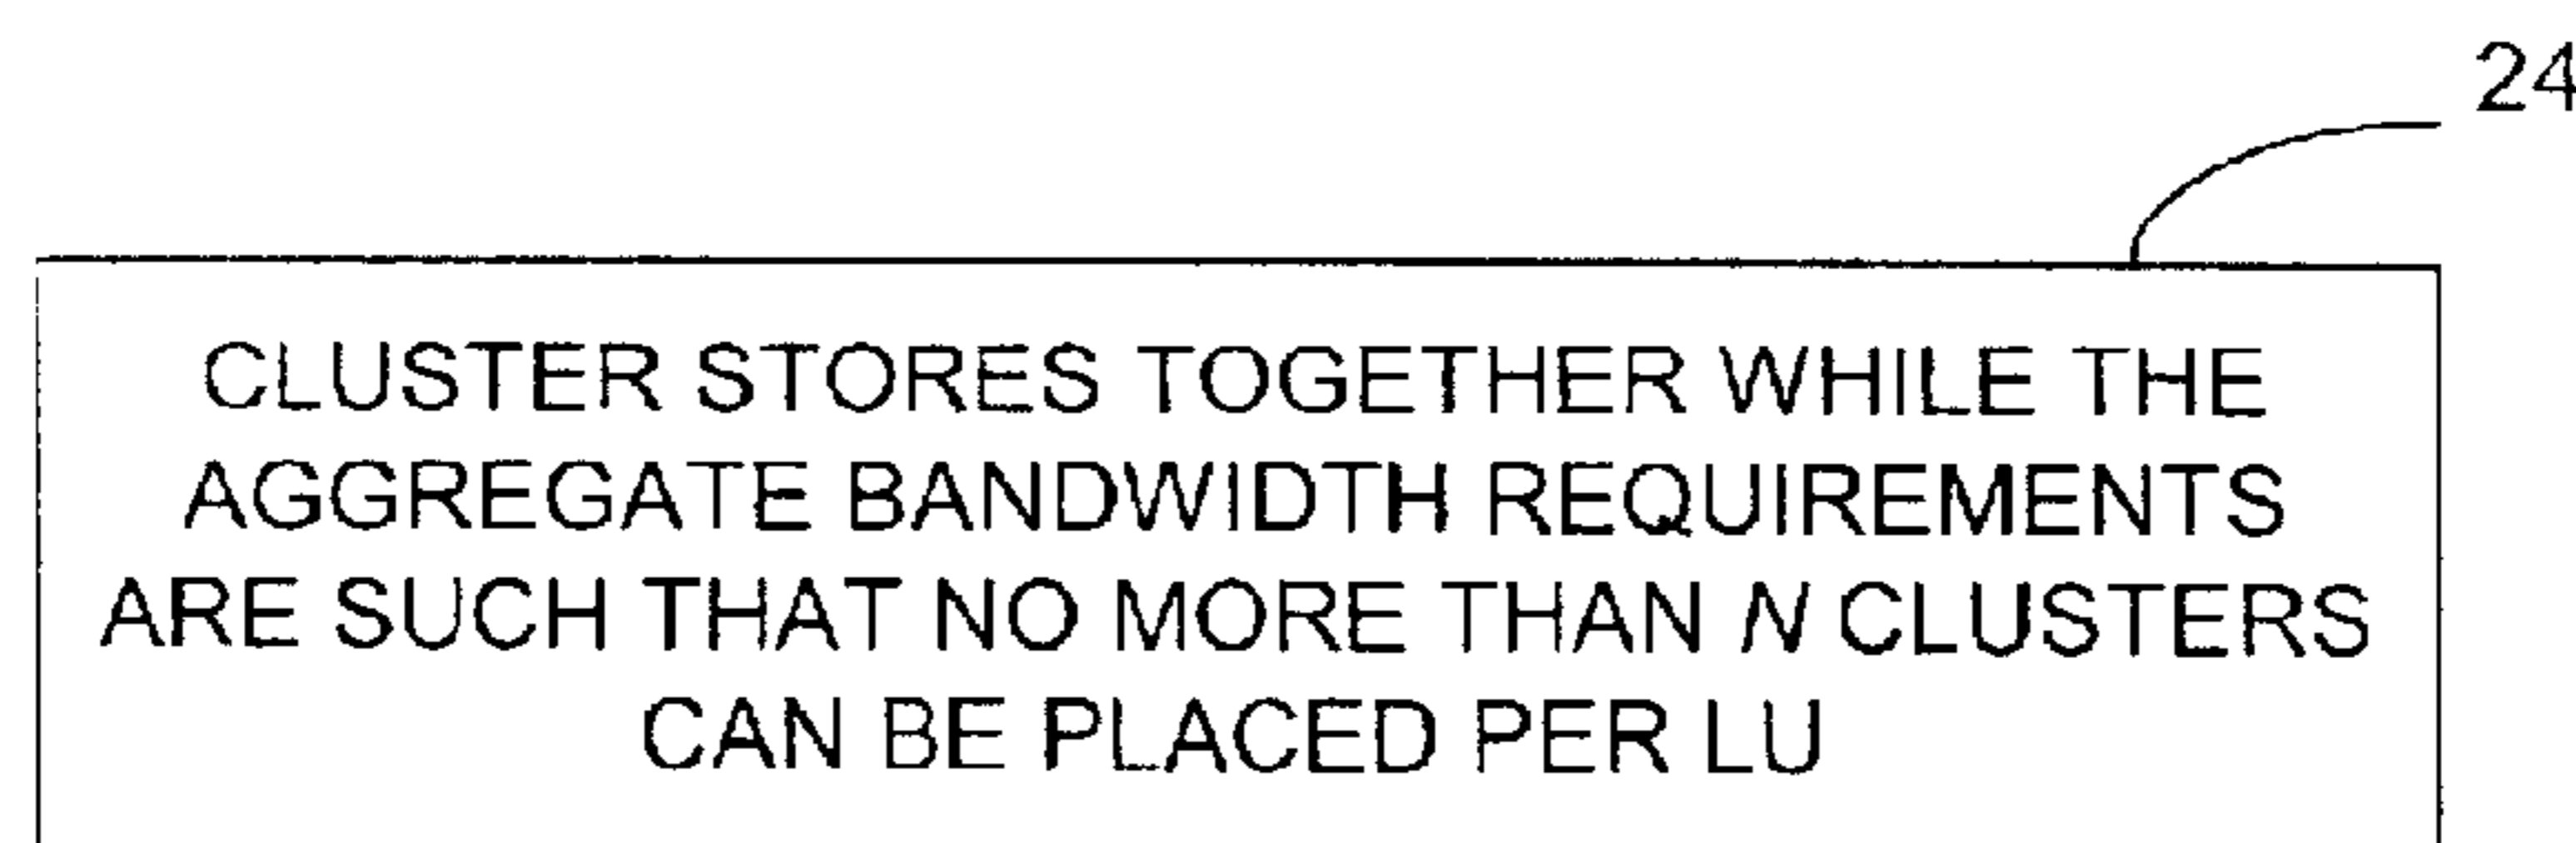 24
CLUSTER STORES TOGETHER WHILE THE
AGGREGATE BANDWIDTH REQUIREMENTS
ARE SUCH THAT NO MORE THAN N CLUSTERS
CAN BE PLACED PER LU